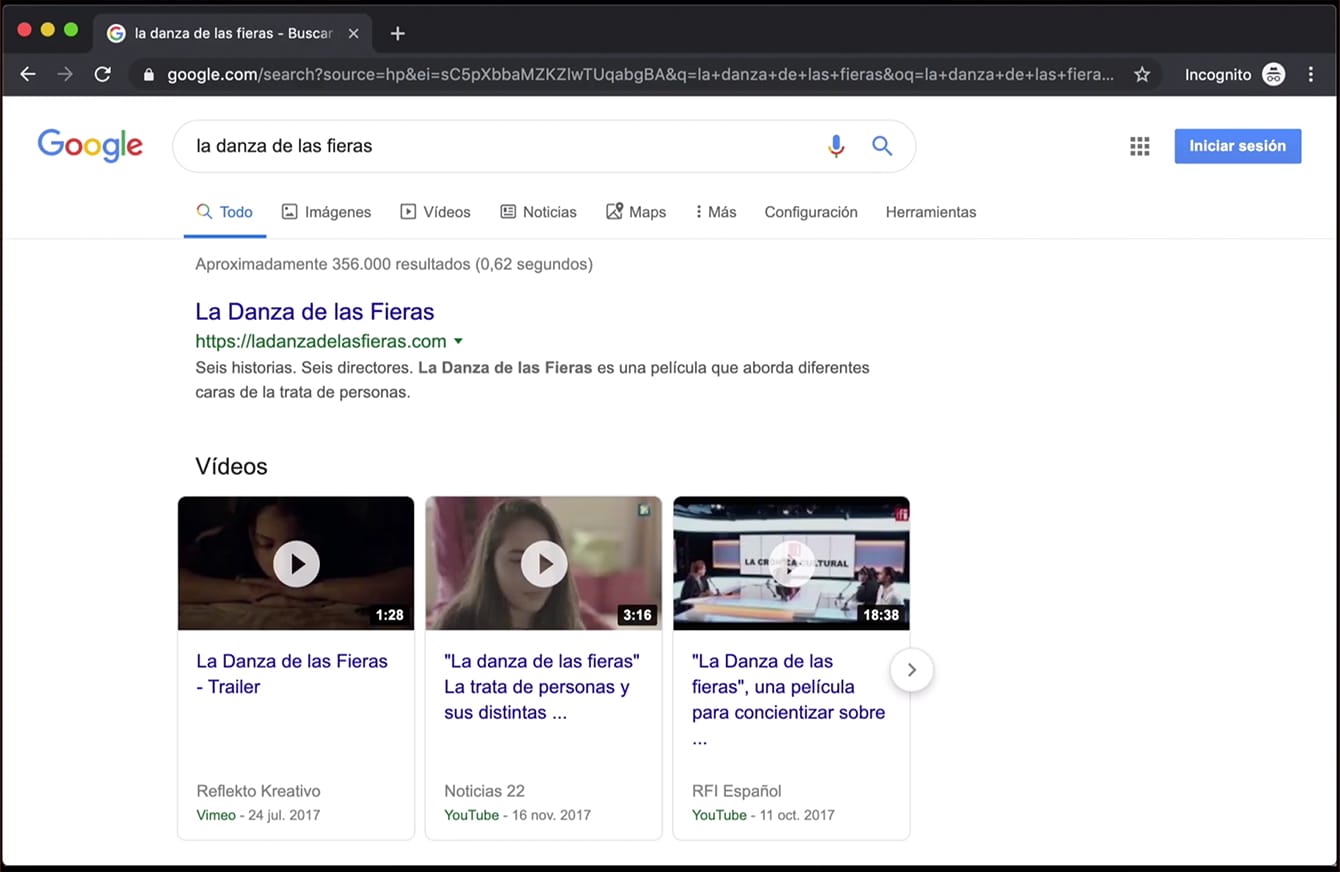 la danza de las fieras - Buscar
google.com/search?source=hp&ei=sC5pXbbaMZKZlwTUqabgBA&q=la+danza+de+las+fieras&oq=la+danza+de+las+fiera...
Incognito
Google
la danza de las fieras
Iniciar sesión
Todo Imágenes Vídeos Noticias Maps Más Configuración Herramientas
Aproximadamente 356.000 resultados (0,62 segundos)
La Danza de las Fieras
https://ladanzadelasfieras.com
Seis historias. Seis directores. La Danza de las Fieras es una película que aborda diferentes
caras de la trata de personas.
Vídeos
1:28
La Danza de las Fieras
- Trailer
Reflekto Kreativo
Vimeo - 24 jul. 2017
3:16
"La danza de las fieras"
La trata de personas y
sus distintas ...
Noticias 22
YouTube - 16 nov. 2017
rfi
LA CRÓNICA CULTURAL
18:38
"La Danza de las
fieras", una película
para concientizar sobre
...
RFI Español
YouTube - 11 oct. 2017